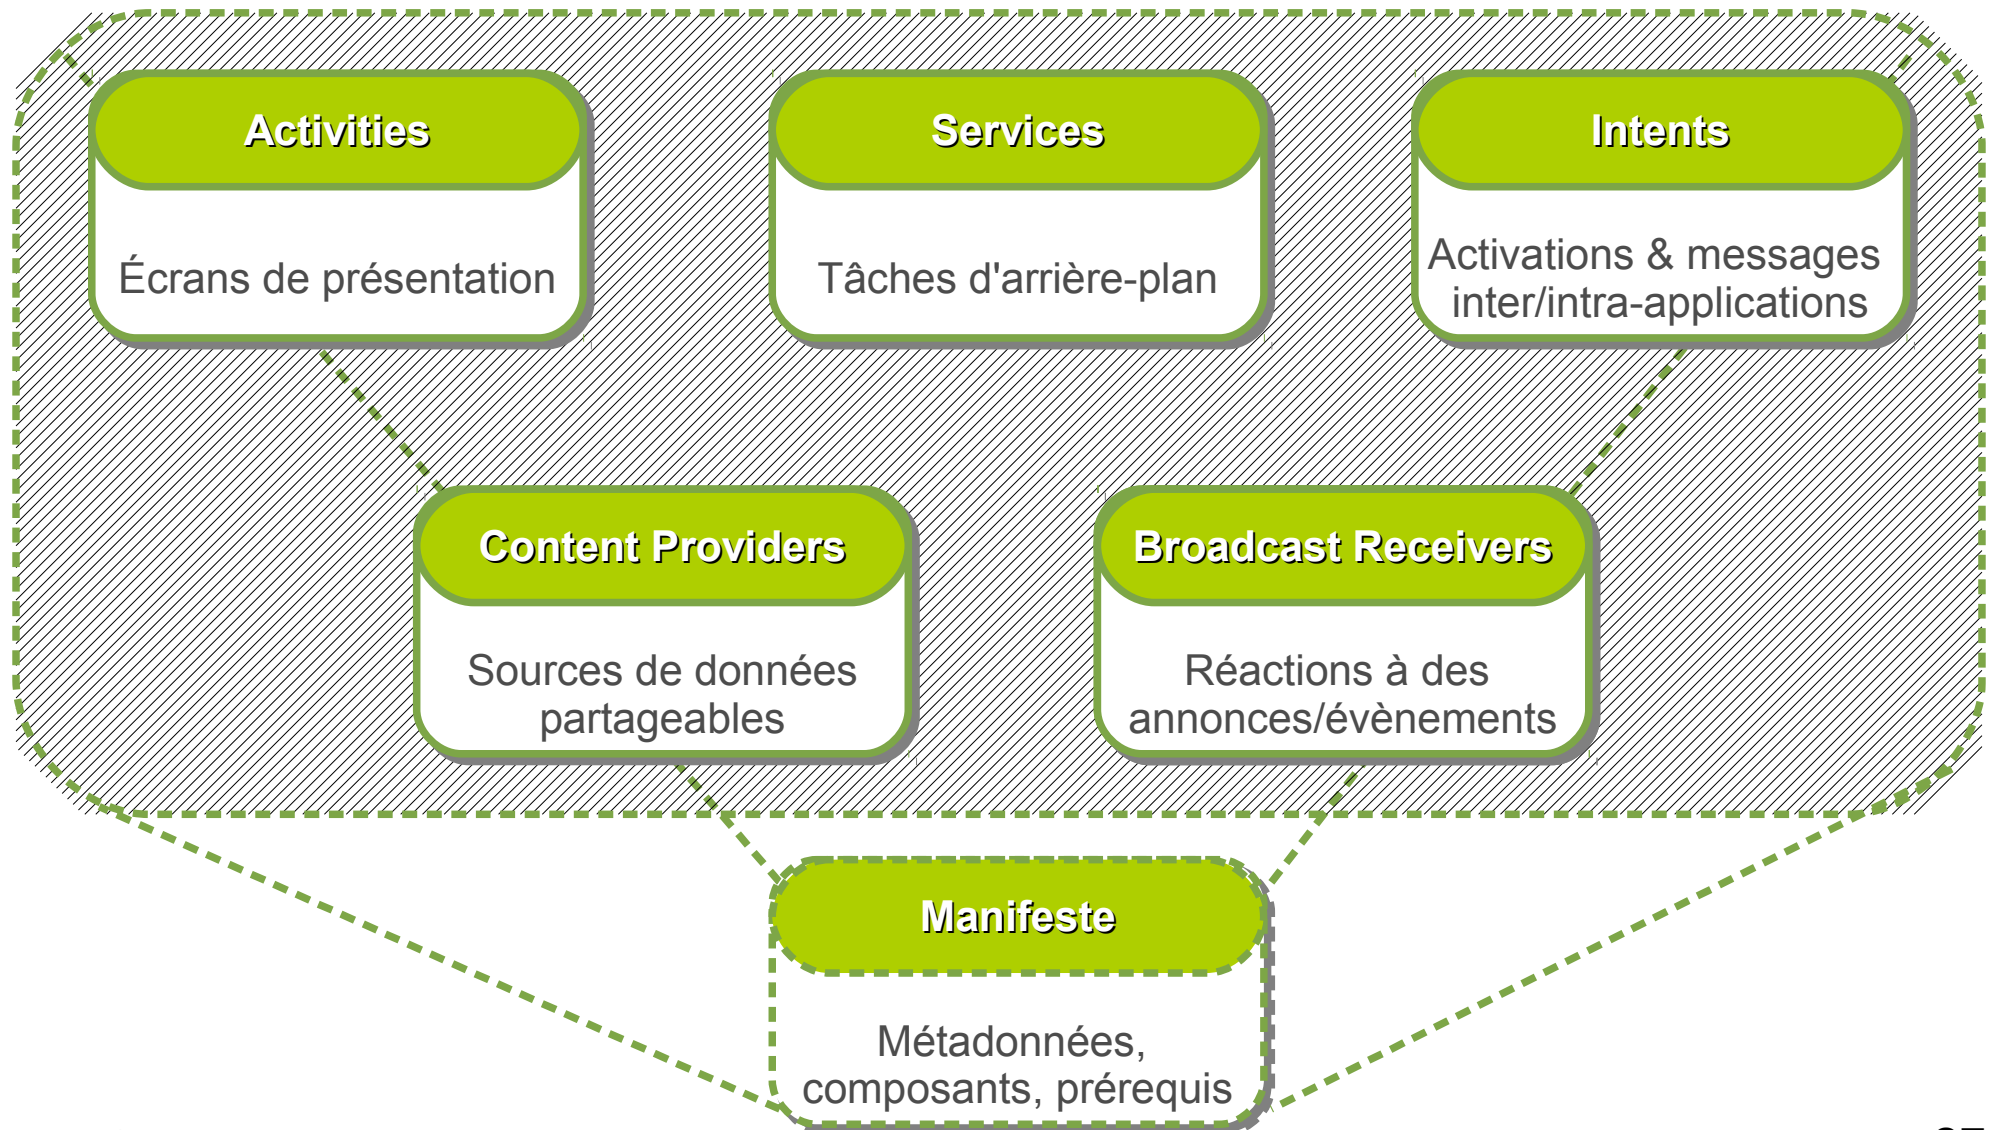 Activities
Services
Intents
Écrans de présentation
Tâches d'arrière-plan
Activations & messages
inter/intra-applications
Content Providers
Broadcast Receivers
Sources de données
partageables
Réactions à des
annonces/évènements
Manifeste
Métadonnées,
composants, prérequis